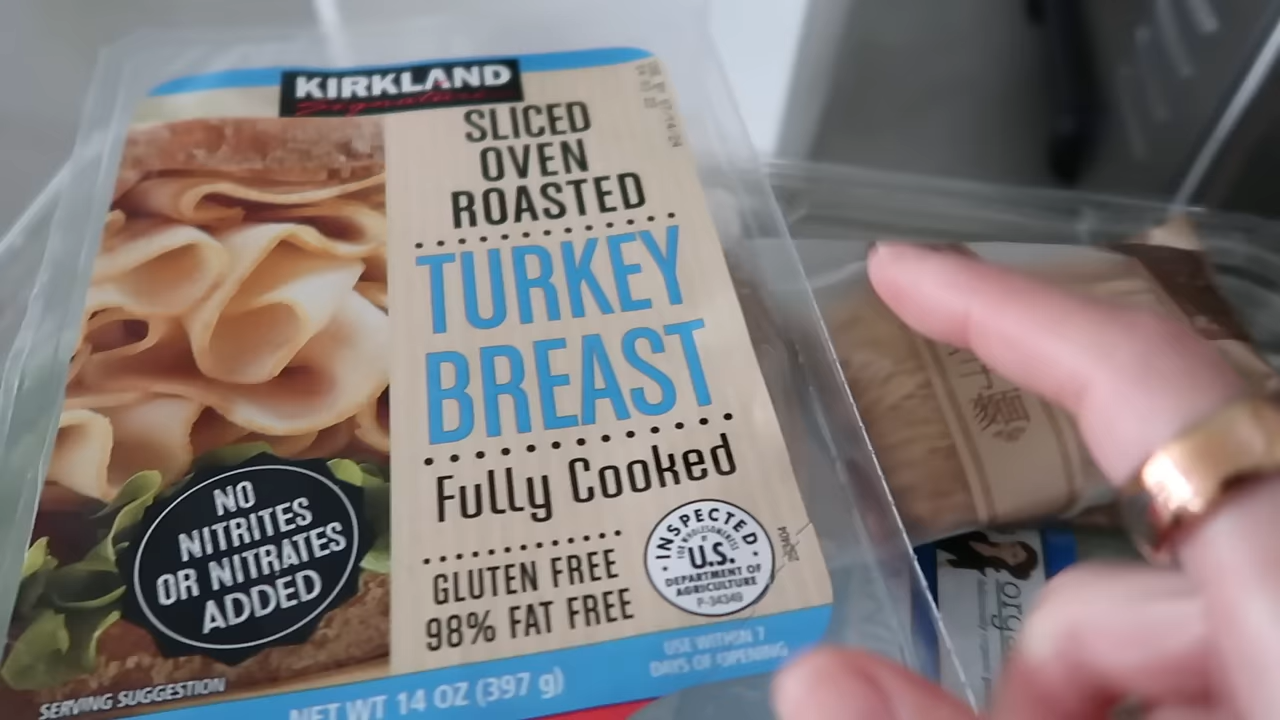 KIRKLAND
Signature
SLICED
OVEN
ROASTED
TURKEY
BREAST
Fully Cooked
NO
NITRITES
OR NITRATES
ADDED
GLUTEN FREE
98% FAT FREE
INSPECTED
FOR WHOLESOMENESS
BY
U.S.
DEPARTMENT OF
AGRICULTURE
P-34349
USE WITHIN 7
DAYS OF OPENING
SERVING SUGGESTION
NET WT 14 OZ (397 g)
麵